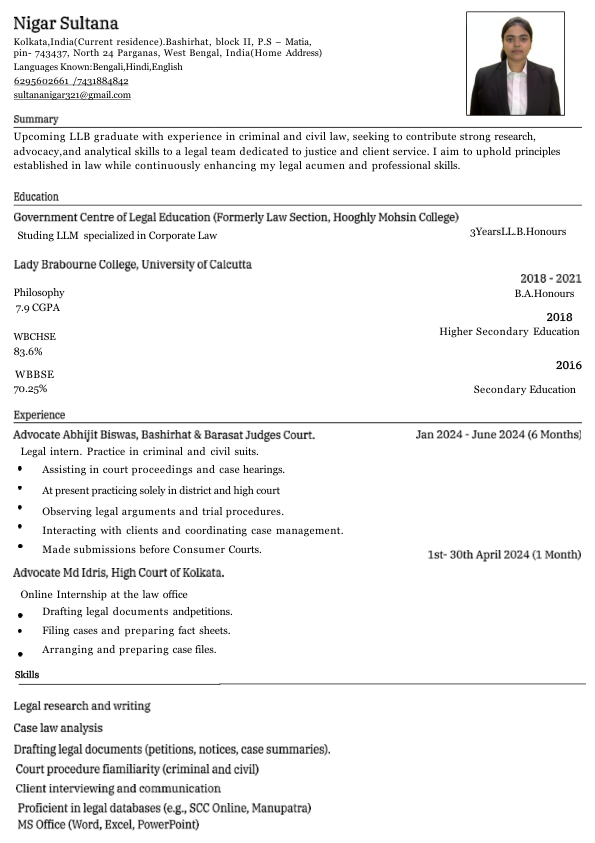 Nigar Sultana
Kolkata,India(Current residence).Bashirhat, block II, P.S – Matia,
pin- 743437, North 24 Parganas, West Bengal, India(Home Address)
Languages Known:Bengali,Hindi,English
6295602661 /7431884842
sultananigar321@gmail.com
Summary
Upcoming LLB graduate with experience in criminal and civil law, seeking to contribute strong research,
advocacy,and analytical skills to a legal team dedicated to justice and client service. I aim to uphold principles
established in law while continuously enhancing my legal acumen and professional skills.
Education
Government Centre of Legal Education (Formerly Law Section, Hooghly Mohsin College)
Studing LLM specialized in Corporate Law
3YearsLL.B.Honours
Lady Brabourne College, University of Calcutta
2018 - 2021
Philosophy
B.A.Honours
7.9 CGPA
2018
WBCHSE
Higher Secondary Education
83.6%
2016
WBBSE
70.25%
Secondary Education
Experience
Advocate Abhijit Biswas, Bashirhat & Barasat Judges Court.
Jan 2024 - June 2024 (6 Months)
Legal intern. Practice in criminal and civil suits.
• Assisting in court proceedings and case hearings.
• At present practicing solely in district and high court
• Observing legal arguments and trial procedures.
• Interacting with clients and coordinating case management.
• Made submissions before Consumer Courts.
1st- 30th April 2024 (1 Month)
Advocate Md Idris, High Court of Kolkata.
Online Internship at the law office
• Drafting legal documents andpetitions.
• Filing cases and preparing fact sheets.
• Arranging and preparing case files.
Skills
Legal research and writing
Case law analysis
Drafting legal documents (petitions, notices, case summaries).
Court procedure fiamiliarity (criminal and civil)
Client interviewing and communication
Proficient in legal databases (e.g., SCC Online, Manupatra)
MS Office (Word, Excel, PowerPoint)